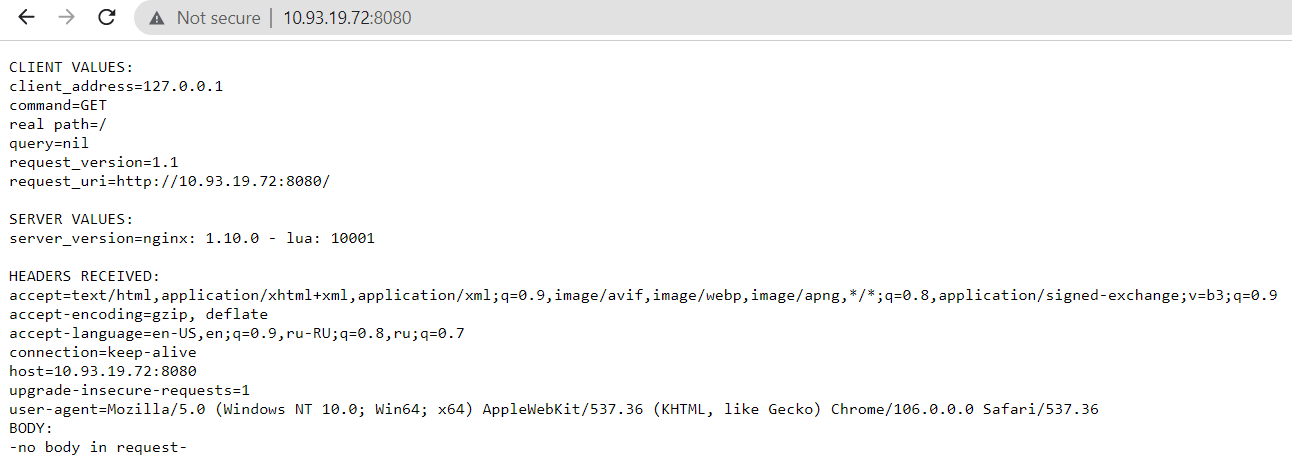 Not secure | 10.93.19.72:8080
CLIENT VALUES:
client_address=127.0.0.1
command=GET
real path=/
query=nil
request_version=1.1
request_uri=http://10.93.19.72:8080/
SERVER VALUES:
server_version=nginx: 1.10.0 - lua: 10001
HEADERS RECEIVED:
accept=text/html,application/xhtml+xml,application/xml;q=0.9,image/avif,image/webp,image/apng,*/*;q=0.8,application/signed-exchange;v=b3;q=0.9
accept-encoding=gzip, deflate
accept-language=en-US,en;q=0.9,ru-RU;q=0.8,ru;q=0.7
connection=keep-alive
host=10.93.19.72:8080
upgrade-insecure-requests=1
user-agent=Mozilla/5.0 (Windows NT 10.0; Win64; x64) AppleWebKit/537.36 (KHTML, like Gecko) Chrome/106.0.0.0 Safari/537.36
BODY:
-no body in request-